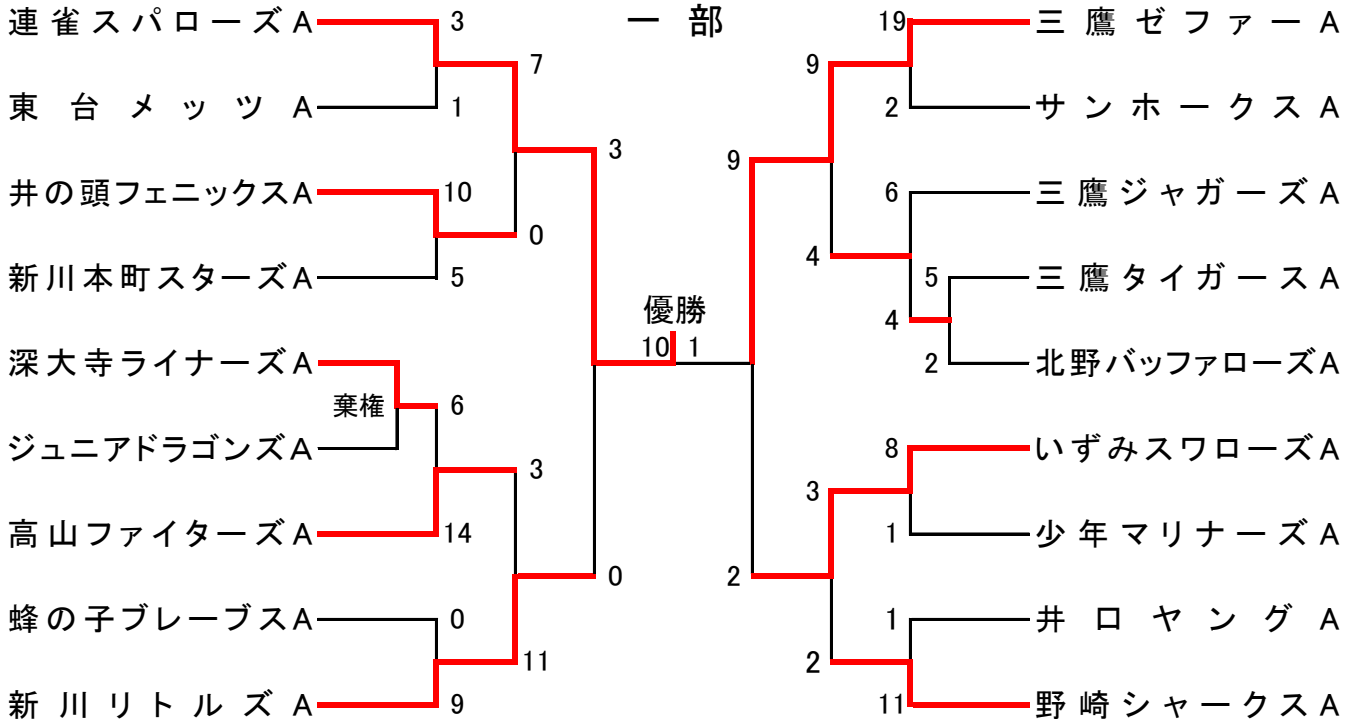 一部
連雀スパローズA 3
7
東台メッツA 1
3
井の頭フェニックスA 10
0
新川本町スターズA 5
優勝
10 1
深大寺ライナーズA
棄権 6
ジュニアドラゴンズA
3
高山ファイターズA 14
0
蜂の子ブレーブスA 0
11
新川リトルズA 9
19 三鷹ゼファーA
9
2 サンホークスA
9
6 三鷹ジャガーズA
4
5 三鷹タイガースA
4
2 北野バッファローズA
8 いずみスワローズA
3
1 少年マリナーズA
2
1 井口ヤングA
2
11 野崎シャークスA